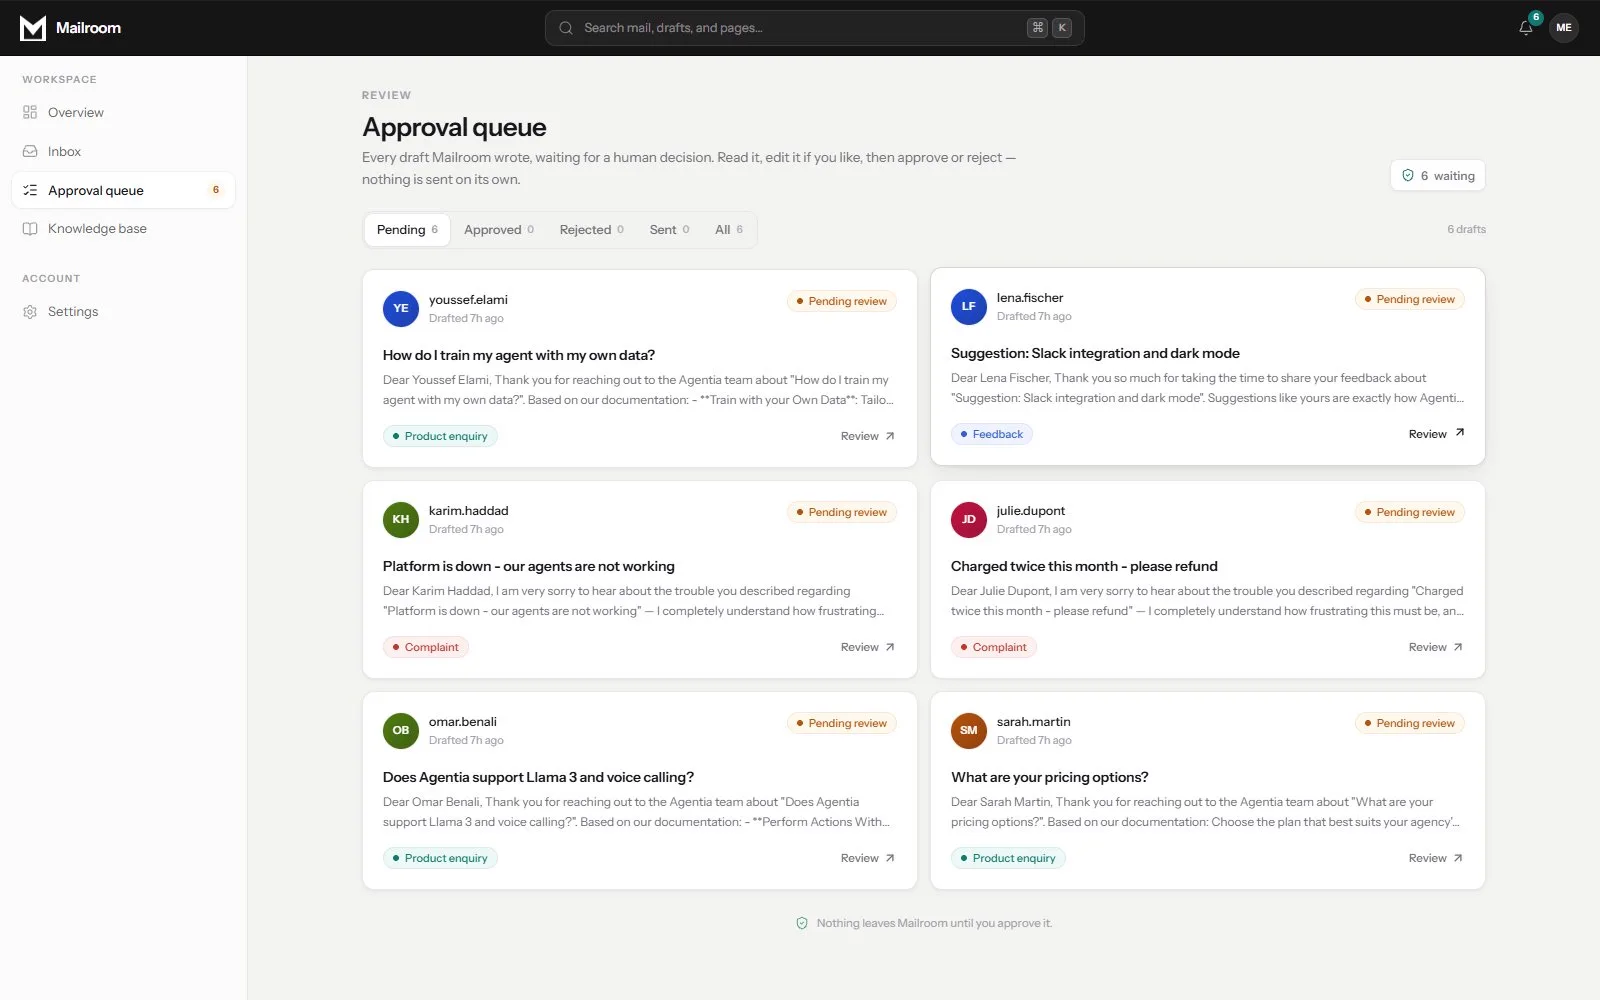 Mailroom
Search mail, drafts, and pages...
⌘ K
6
ME
WORKSPACE
Overview
Inbox
Approval queue 6
Knowledge base
ACCOUNT
Settings
REVIEW
Approval queue
Every draft Mailroom wrote, waiting for a human decision. Read it, edit it if you like, then approve or reject —
nothing is sent on its own.
6 waiting
Pending 6 Approved 0 Rejected 0 Sent 0 All 6
6 drafts
YE
youssef.elami
Drafted 7h ago
Pending review
How do I train my agent with my own data?
Dear Youssef Elami, Thank you for reaching out to the Agentia team about "How do I train my
agent with my own data?". Based on our documentation: - **Train with your Own Data**: Tailo...
Product enquiry
Review
LF
lena.fischer
Drafted 7h ago
Pending review
Suggestion: Slack integration and dark mode
Dear Lena Fischer, Thank you so much for taking the time to share your feedback about
"Suggestion: Slack integration and dark mode". Suggestions like yours are exactly how Agenti...
Feedback
Review
KH
karim.haddad
Drafted 7h ago
Pending review
Platform is down - our agents are not working
Dear Karim Haddad, I am very sorry to hear about the trouble you described regarding
"Platform is down - our agents are not working" — I completely understand how frustrating...
Complaint
Review
JD
julie.dupont
Drafted 7h ago
Pending review
Charged twice this month - please refund
Dear Julie Dupont, I am very sorry to hear about the trouble you described regarding "Charged
twice this month - please refund" — I completely understand how frustrating this must be, an...
Complaint
Review
OB
omar.benali
Drafted 7h ago
Pending review
Does Agentia support Llama 3 and voice calling?
Dear Omar Benali, Thank you for reaching out to the Agentia team about "Does Agentia
support Llama 3 and voice calling?". Based on our documentation: - **Perform Actions With...
Product enquiry
Review
SM
sarah.martin
Drafted 7h ago
Pending review
What are your pricing options?
Dear Sarah Martin, Thank you for reaching out to the Agentia team about "What are your
pricing options?". Based on our documentation: Choose the plan that best suits your agency'...
Product enquiry
Review
Nothing leaves Mailroom until you approve it.